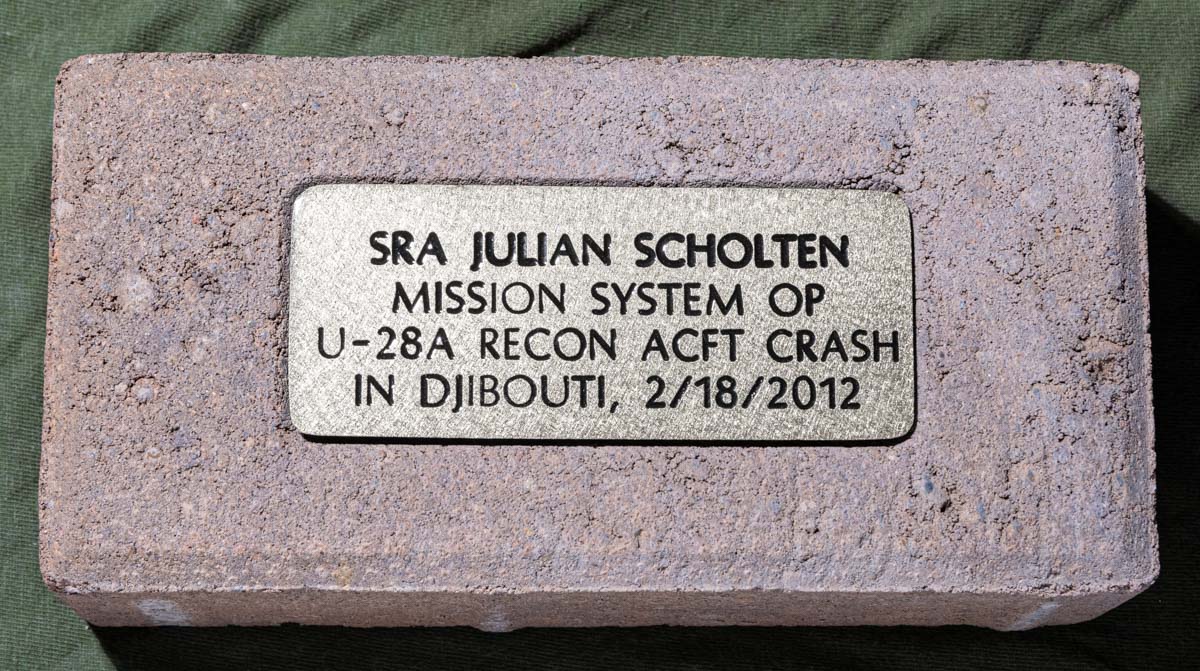 SRA JULIAN SCHOLTEN
MISSION SYSTEM OP
U-28A RECON ACFT CRASH
IN DJIBOUTI, 2/18/2012